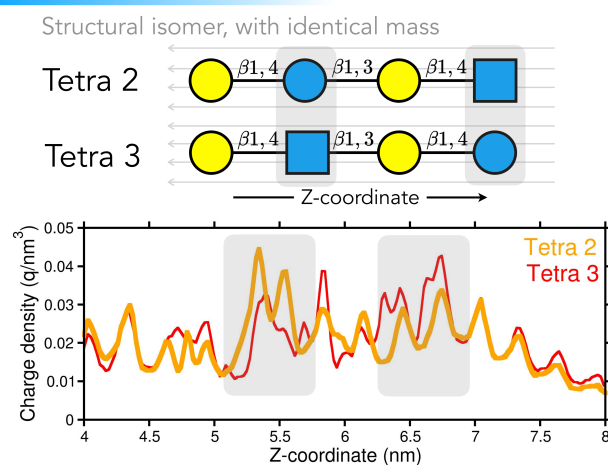 Structural isomer, with identical mass
Tetra 2
β1, 4 β1, 3 β1, 4
Tetra 3
β1, 4 β1, 3 β1, 4
Z-coordinate
Charge density (q/nm³)
0.05
0.04
0.03
0.02
0.01
0
Tetra 2
Tetra 3
4 4.5 5 5.5 6 6.5 7 7.5 8
Z-coordinate (nm)